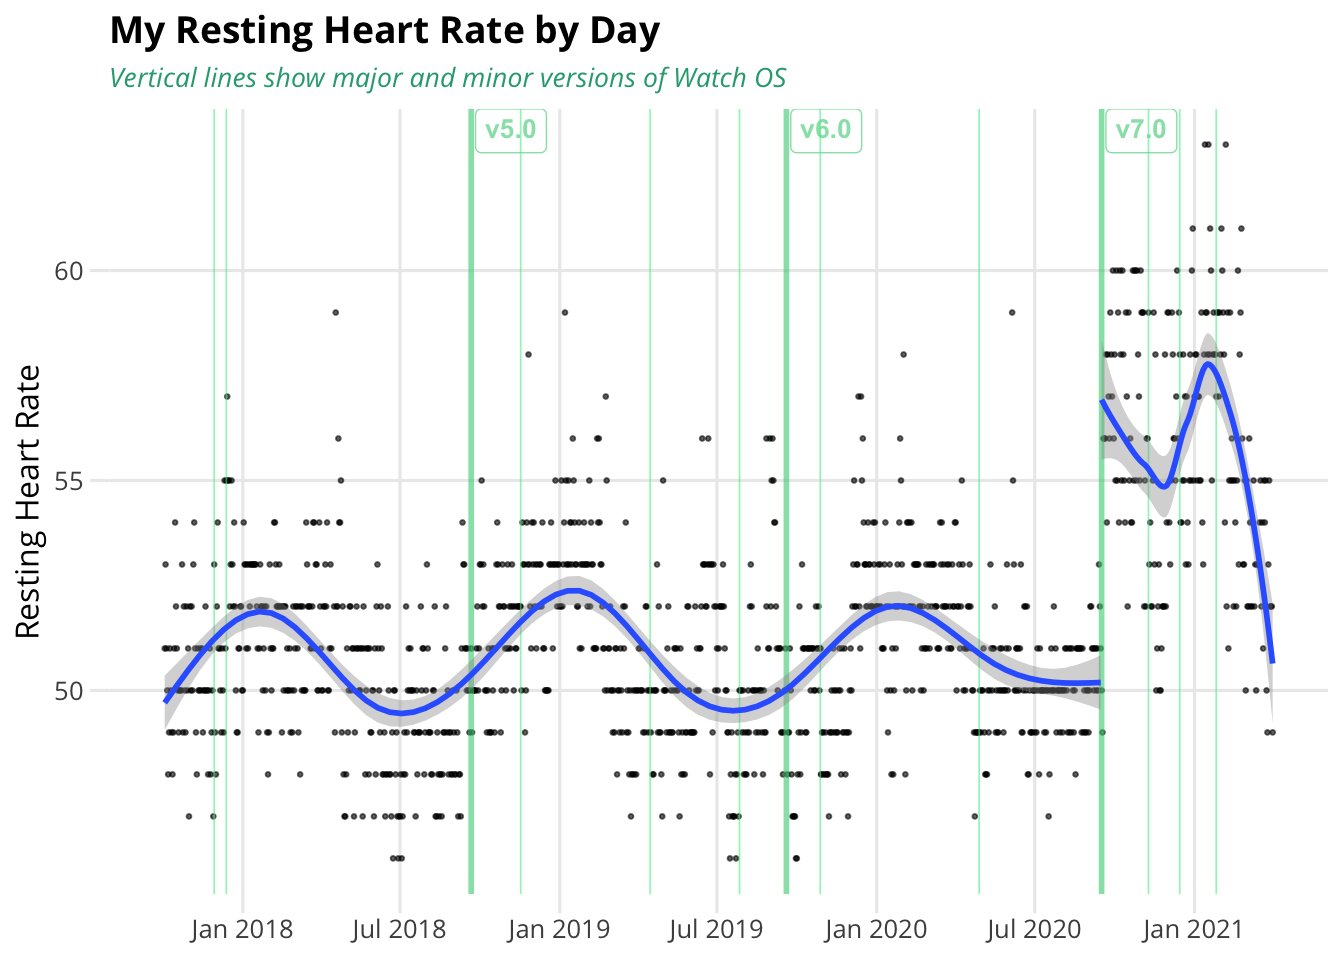 My Resting Heart Rate by Day
Vertical lines show major and minor versions of Watch OS
v5.0 v6.0 v7.0
60
55
50
Resting Heart Rate
Jan 2018 Jul 2018 Jan 2019 Jul 2019 Jan 2020 Jul 2020 Jan 2021